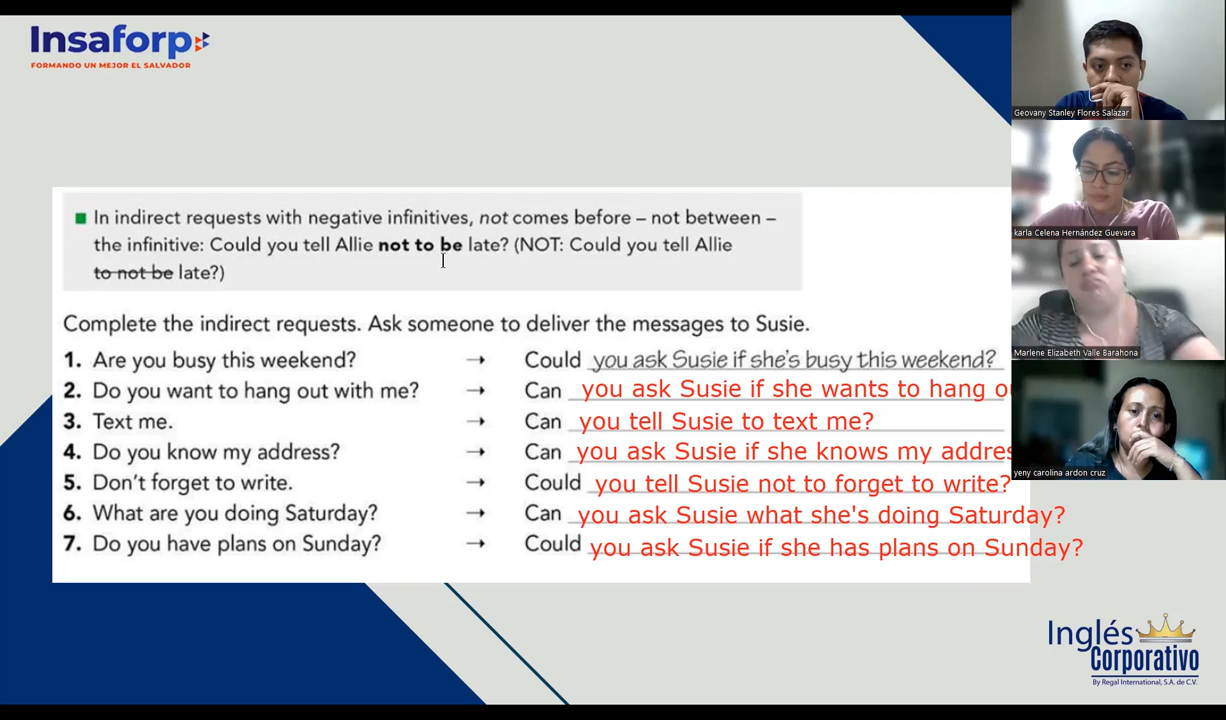 Insaforp
FORMANDO UN MEJOR EL SALVADOR
Geovany Stanley Flores Salazar
karla Celena Hernández Guevara
Marlene Elizabeth Valle Barahona
yeny carolina ardon cruz
In indirect requests with negative infinitives, not comes before – not between –
the infinitive: Could you tell Allie not to be late? (NOT: Could you tell Allie
to not be late?)
Complete the indirect requests. Ask someone to deliver the messages to Susie.
1. Are you busy this weekend? → Could you ask Susie if she's busy this weekend?
2. Do you want to hang out with me? → Can you ask Susie if she wants to hang
3. Text me. → Can you tell Susie to text me?
4. Do you know my address? → Can you ask Susie if she knows my
5. Don't forget to write. → Could you tell Susie not to forget to write?
6. What are you doing Saturday? → Can you ask Susie what she's doing Saturday?
7. Do you have plans on Sunday? → Could you ask Susie if she has plans on Sunday?
Inglés
Corporativo
By Regal International, S.A. de C.V.